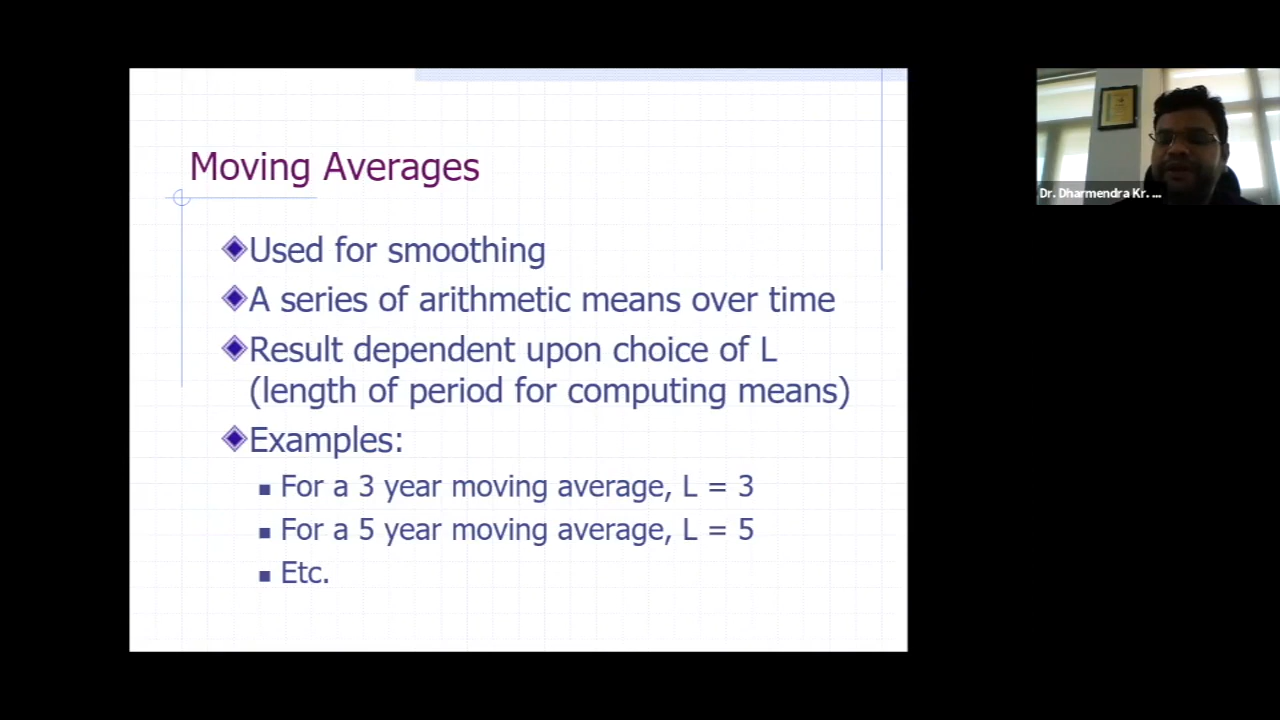 Moving Averages
Used for smoothing
A series of arithmetic means over time
Result dependent upon choice of L
(length of period for computing means)
Examples:
For a 3 year moving average, L = 3
For a 5 year moving average, L = 5
Etc.
Dr. Dharmendra Kr. ...